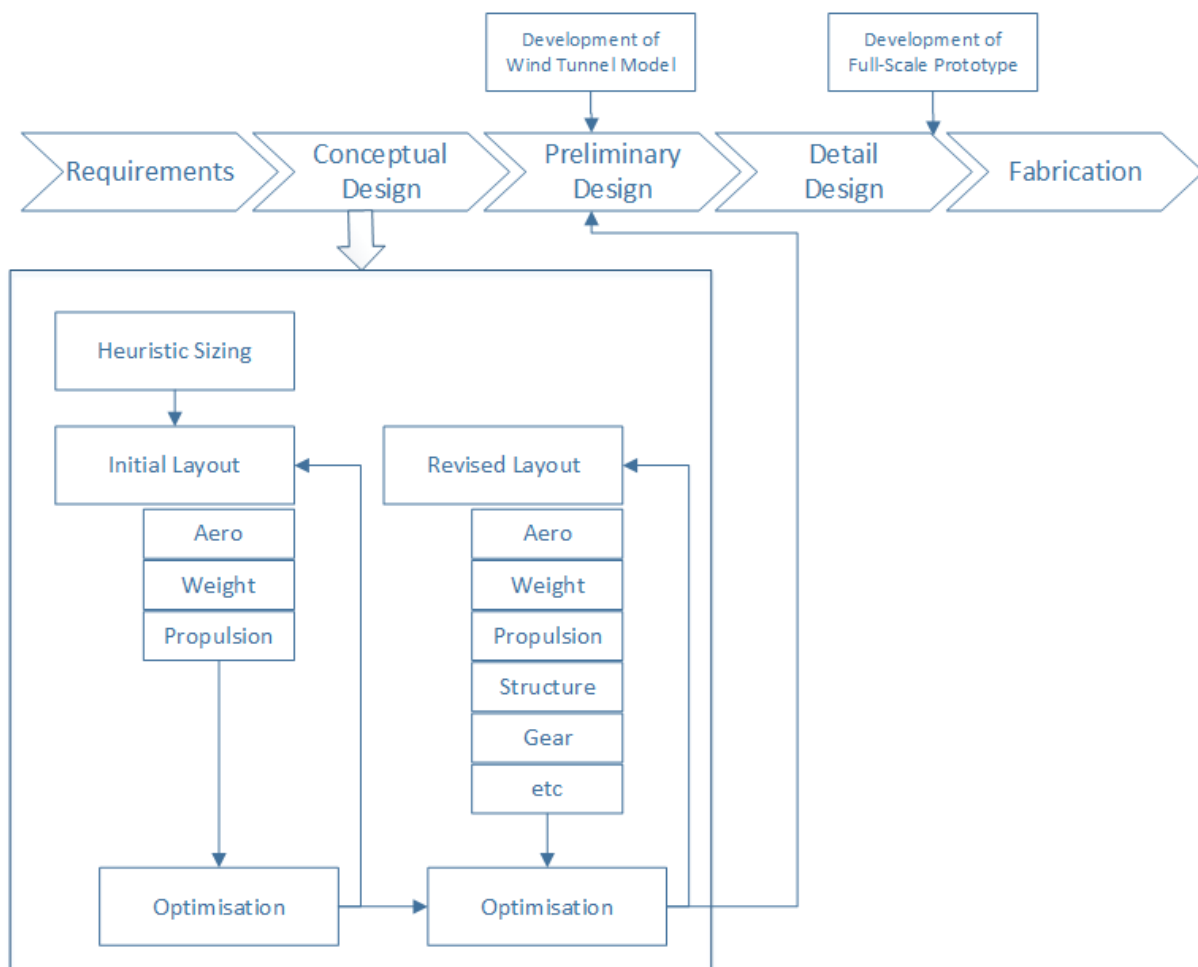 Development of
Wind Tunnel Model
Development of
Full-Scale Prototype
Requirements
Conceptual
Design
Preliminary
Design
Detail
Design
Fabrication
Heuristic Sizing
Initial Layout
Aero
Weight
Propulsion
Optimisation
Revised Layout
Aero
Weight
Propulsion
Structure
Gear
etc
Optimisation